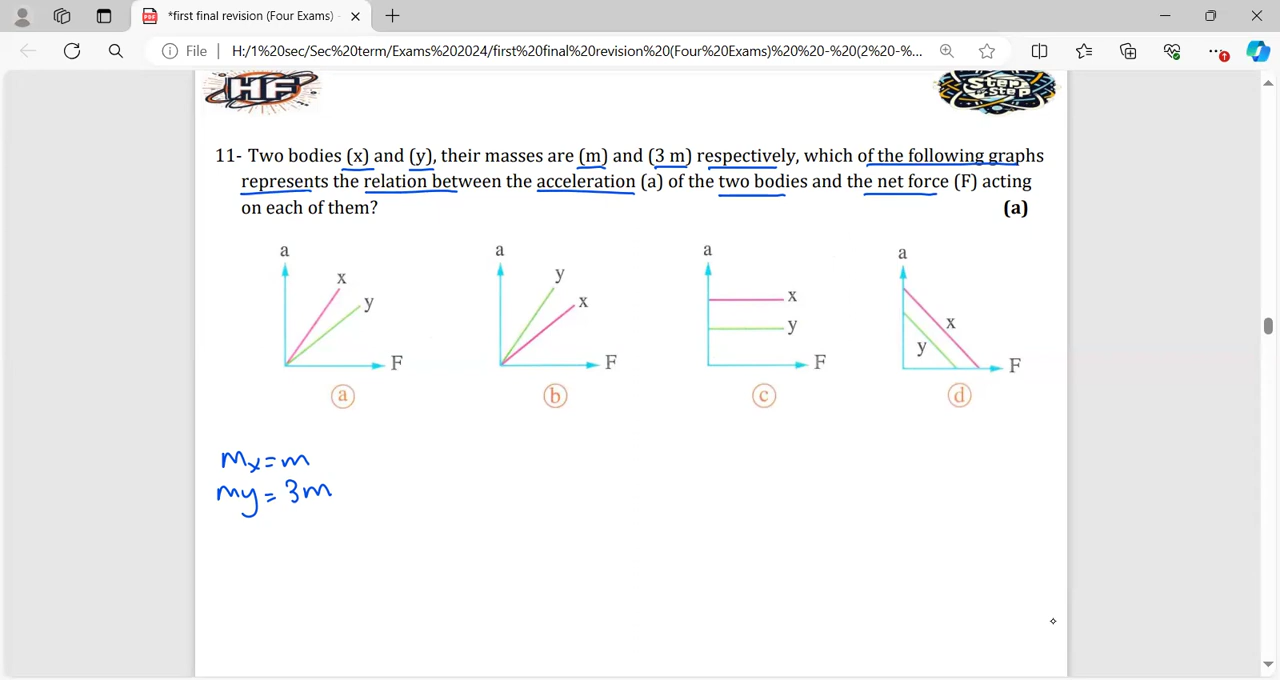 *first final revision (Four Exams) -
File
H:/1%20sec/Sec%20term/Exams%202024/first%20final%20revision%20(Four%20Exams)%20%20-%20(2%20-%...
HF
Step by Step
11- Two bodies (x) and (y), their masses are (m) and (3 m) respectively, which of the following graphs
represents the relation between the acceleration (a) of the two bodies and the net force (F) acting
on each of them? (a)
a x y F
a y x F
a x y F
a x y F
a b c d
mx = m
my = 3m